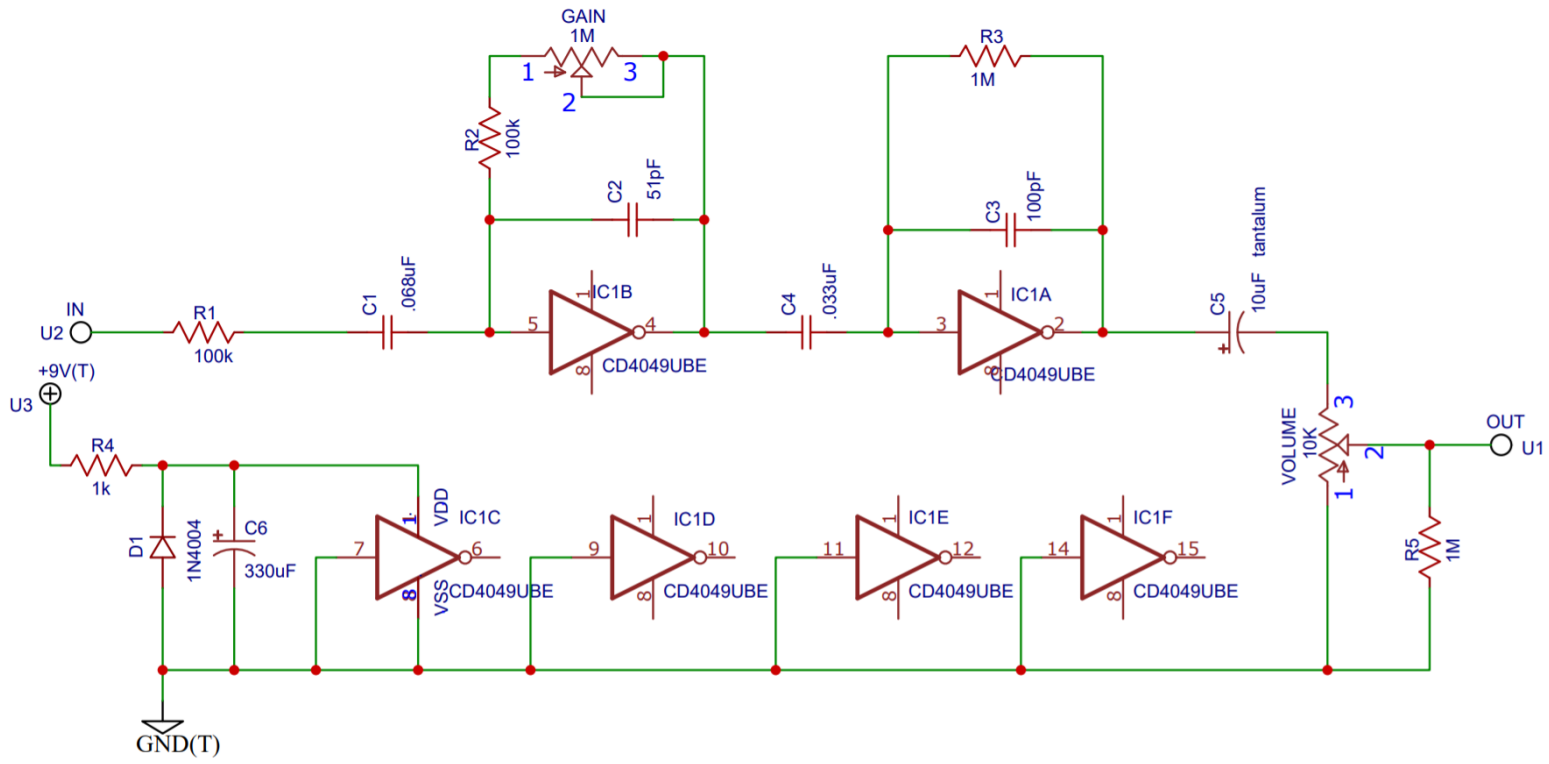 GAIN
1M
1
3
2
R2
100k
C2
51pF
R3
1M
C3
100pF
IN
U2
R1
100k
C1
.068uF
1
IC1B
5
4
8
CD4049UBE
C4
.033uF
1
IC1A
3
2
8
CD4049UBE
C5
10uF tantalum
+9V(T)
U3
R4
1k
VOLUME
10K
3
2
1
OUT
U1
D1
1N4004
C6
330uF
1
VDD
IC1C
7
6
8
VSS
CD4049UBE
1
IC1D
9
10
8
CD4049UBE
1
IC1E
11
12
8
CD4049UBE
1
IC1F
14
15
8
CD4049UBE
R5
1M
GND(T)